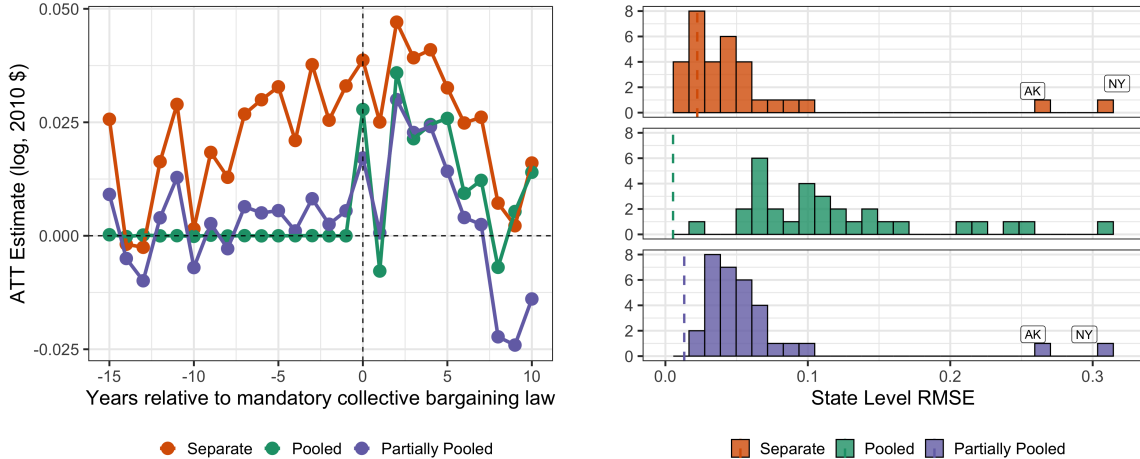 0.050
0.025
0.000
-0.025
ATT Estimate (log, 2010 $)
-15 -10 -5 0 5 10
Years relative to mandatory collective bargaining law
Separate Pooled Partially Pooled
8
6
4
2
0
AK
NY
8
6
4
2
0
8
6
4
2
0
AK
NY
0.0 0.1 0.2 0.3
State Level RMSE
Separate Pooled Partially Pooled